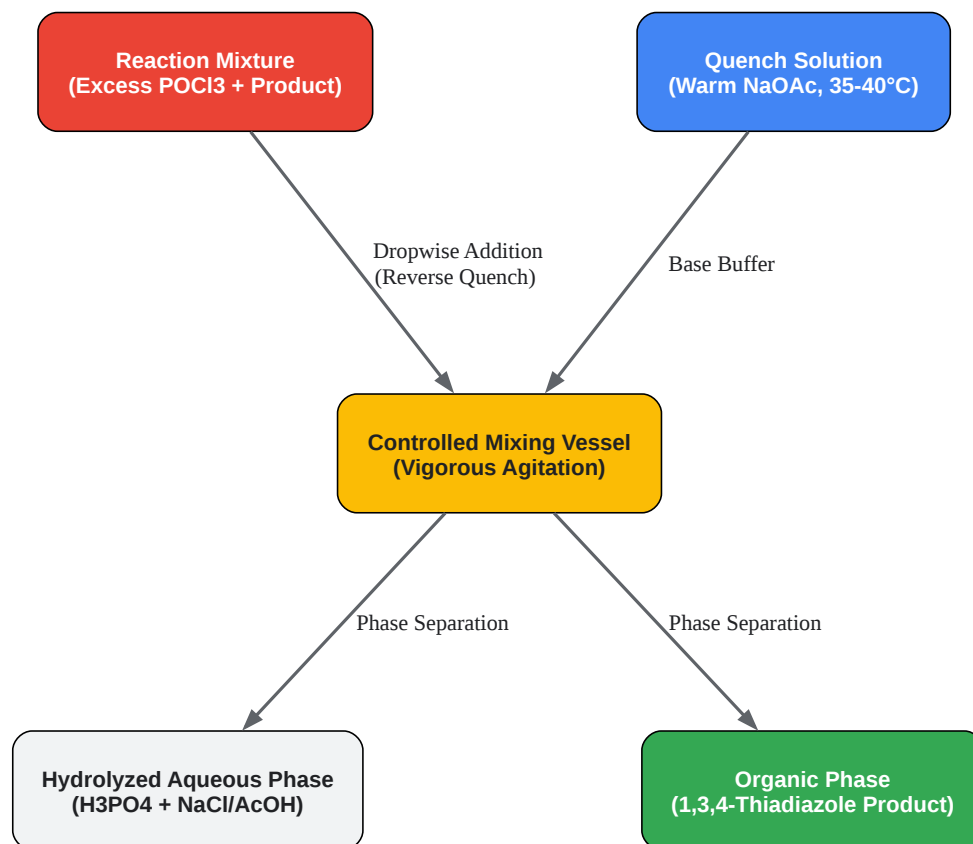 Reaction Mixture
(Excess POCl3 + Product)
Quench Solution
(Warm NaOAc, 35-40°C)
Dropwise Addition
(Reverse Quench)
Base Buffer
Controlled Mixing Vessel
(Vigorous Agitation)
Phase Separation
Phase Separation
Hydrolyzed Aqueous Phase
(H3PO4 + NaCl/AcOH)
Organic Phase
(1,3,4-Thiadiazole Product)